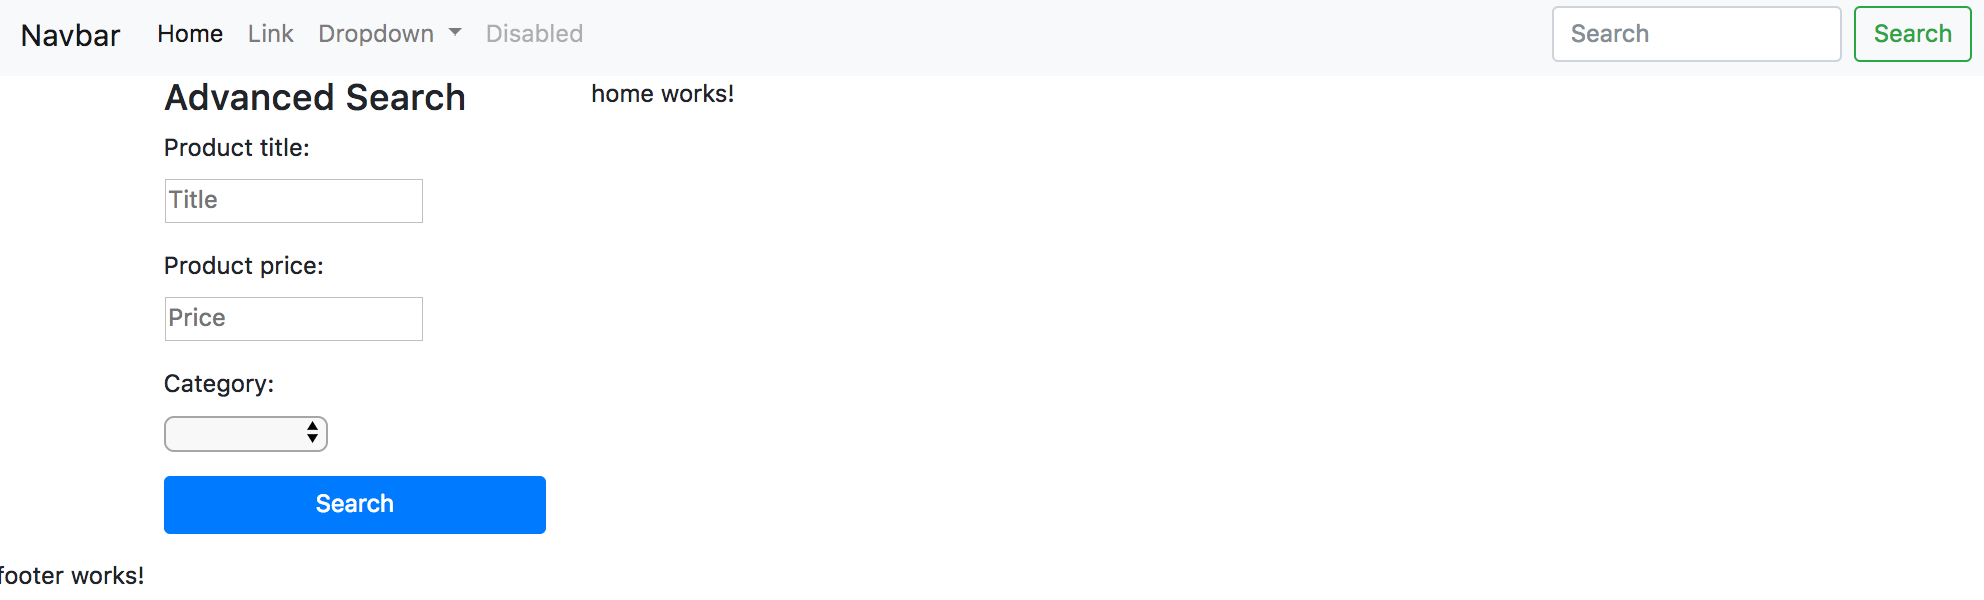 Navbar Home Link Dropdown Disabled Search Search
Advanced Search
home works!
Product title:
Title
Product price:
Price
Category:
Search
footer works!